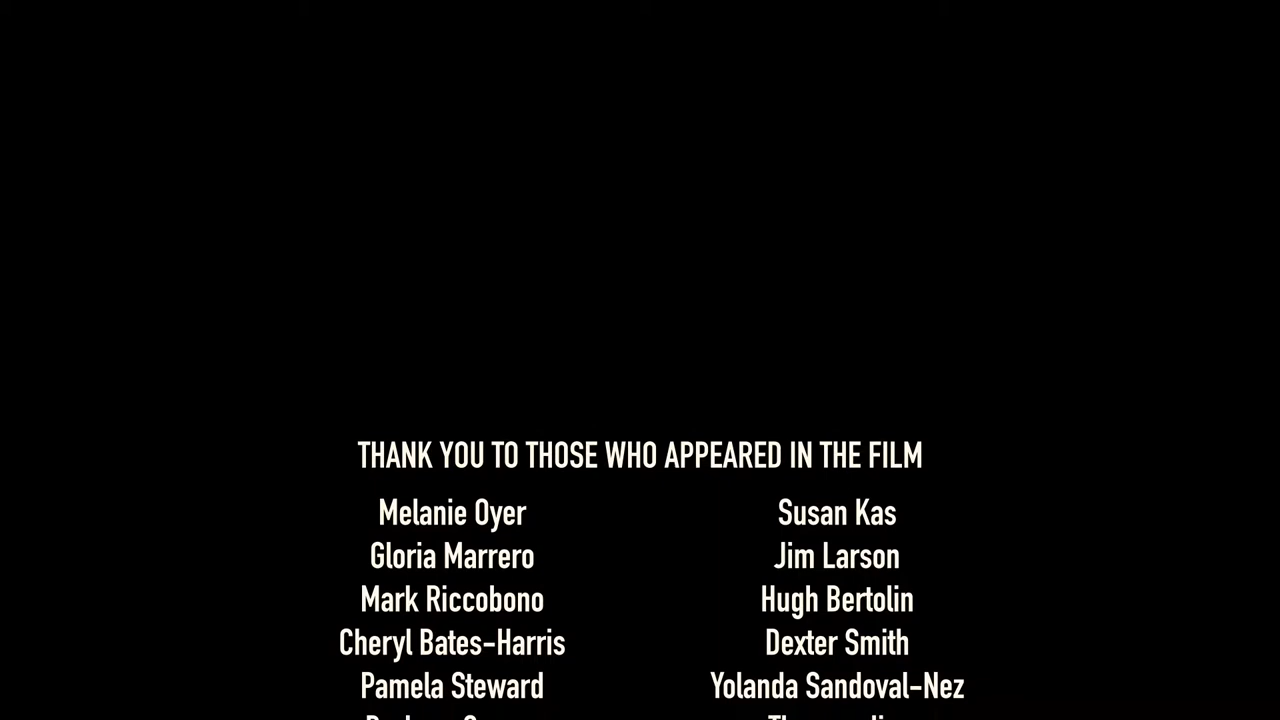 THANK YOU TO THOSE WHO APPEARED IN THE FILM
Melanie Oyer Susan Kas
Gloria Marrero Jim Larson
Mark Riccobono Hugh Bertolin
Cheryl Bates-Harris Dexter Smith
Pamela Steward Yolanda Sandoval-Nez